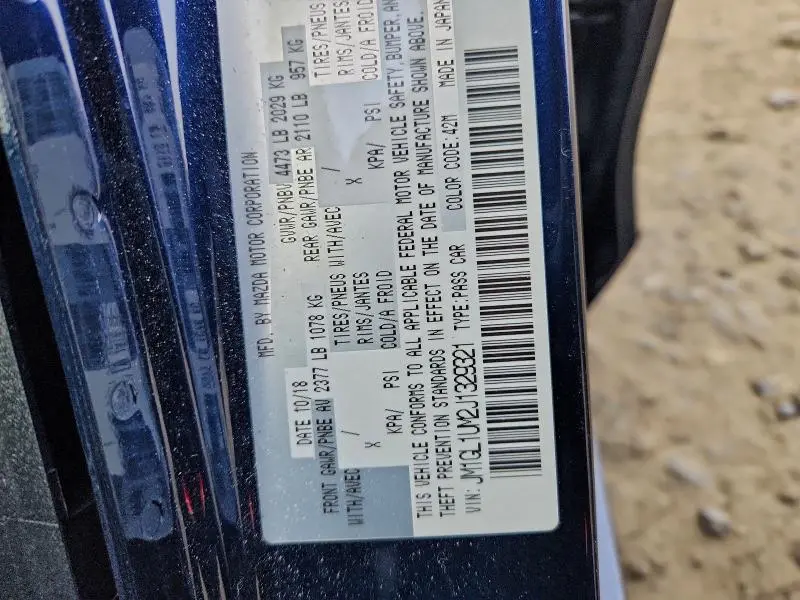 MFD. BY MAZDA MOTOR CORPORATION
DATE 10/18 GVWR/PNBV 4473 LB 2029 KG
FRONT GAWR/PNBE AV 2377 LB 1078 KG REAR GAWR/PNBE AR 2110 LB 957 KG
WITH/AVEC / TIRES/PNEUS WITH/AVEC / TIRES/PNEUS
X RIMS/JANTES X RIMS/JANTES
KPA/ PSI COLD/A FROID KPA/ PSI COLD/A FROID
THIS VEHICLE CONFORMS TO ALL APPLICABLE FEDERAL MOTOR VEHICLE SAFETY, BUMPER, AN
THEFT PREVENTION STANDARDS IN EFFECT ON THE DATE OF MANUFACTURE SHOWN ABOVE.
VIN: JM1GL1UM2J1329321 TYPE: PASS CAR COLOR CODE: 42M MADE IN JAPAN